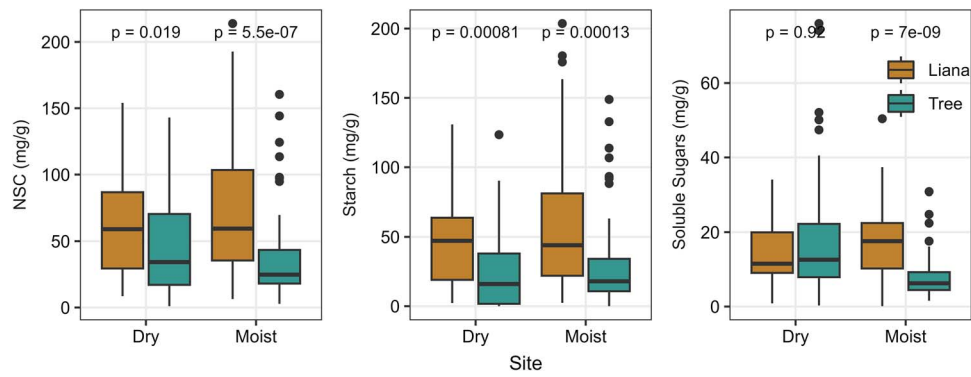 p = 0.019 p = 5.5e-07
200
150
100
50
0
NSC (mg/g)
Dry Moist
p = 0.00081 p = 0.00013
200
150
100
50
0
Starch (mg/g)
Dry Moist
Site
p = 0.92 p = 7e-09
60
40
20
0
Soluble Sugars (mg/g)
Liana
Tree
Dry Moist